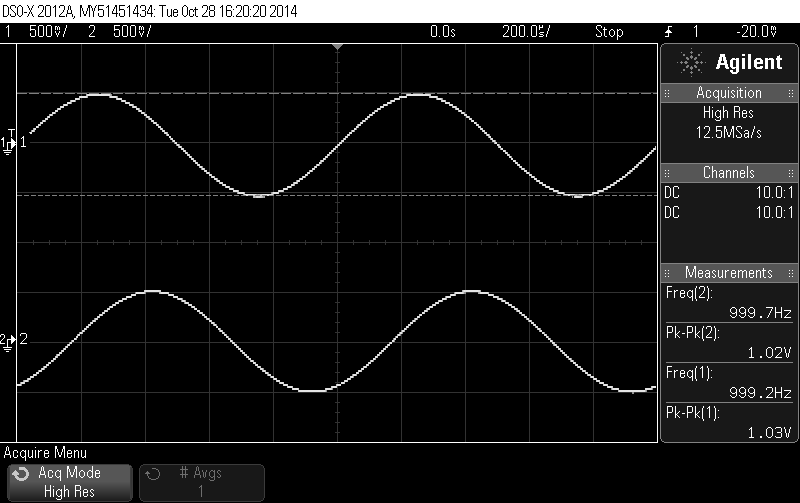 DSO-X 2012A, MY51451434: Tue Oct 28 16:20:20 2014
1 500mV/ 2 500mV/ 0.0s 200.0us/ Stop 1 -20.0mV
Agilent
Acquisition
High Res
12.5MSa/s
Channels
DC 10.0:1
DC 10.0:1
Measurements
Freq(2):
999.7Hz
Pk-Pk(2):
1.02V
Freq(1):
999.2Hz
Pk-Pk(1):
1.03V
T
1 1
2 2
Acquire Menu
Acq Mode
High Res
# Avgs
1